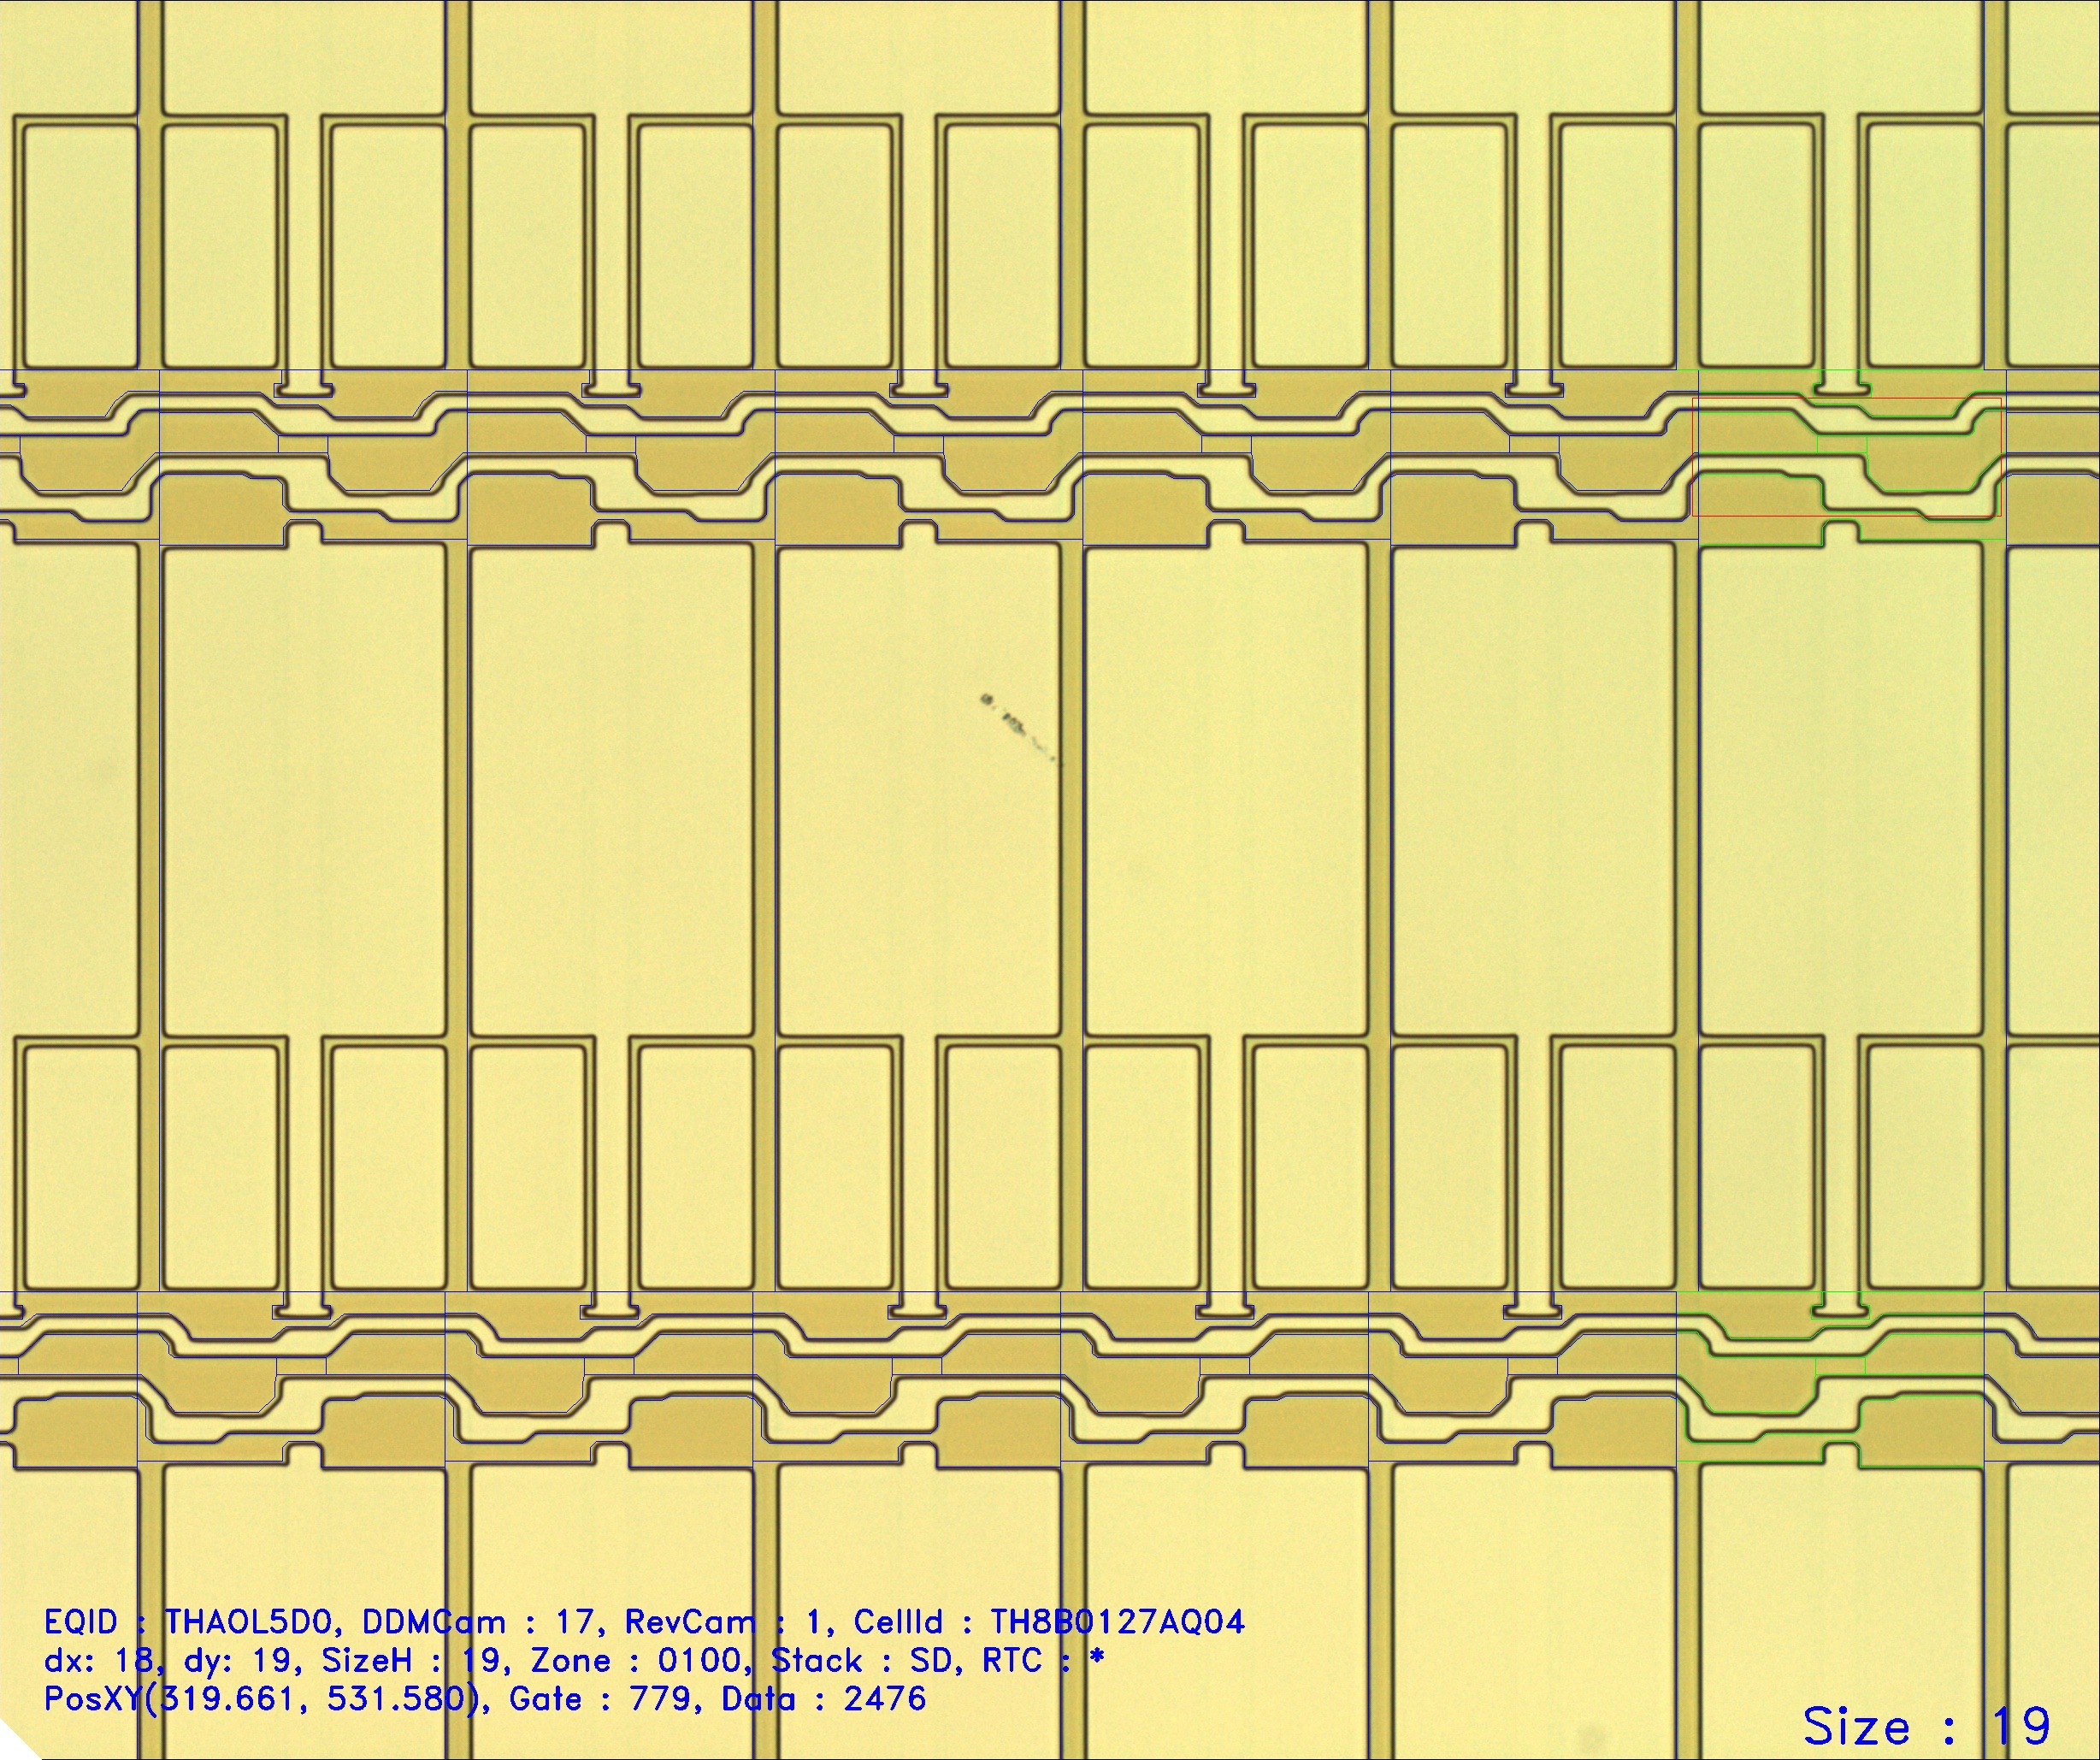 EQID : THAOL5D0, DDMCam : 17, RevCam : 1, CellId : TH8B0127AQ04
dx: 18, dy: 19, SizeH : 19, Zone : 0100, Stack : SD, RTC : *
PosXY(319.661, 531.580), Gate : 779, Data : 2476
Size : 19